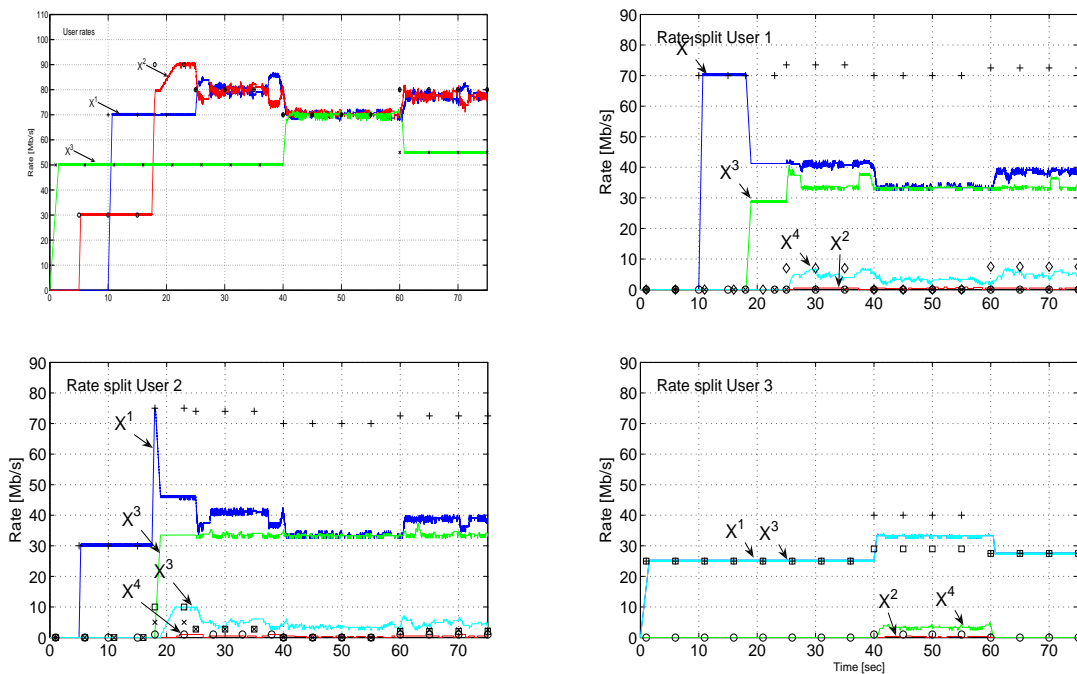 110
100
90
80
70
60
50
40
30
20
10
0
Rate [Mb/s]
User rates
X²
X¹
X³
0 10 20 30 40 50 60 70
90
80
70
60
50
40
30
20
10
0
Rate [Mb/s]
Rate split User 1
X¹
X³
X⁴
X²
0 10 20 30 40 50 60 70
90
80
70
60
50
40
30
20
10
0
Rate [Mb/s]
Rate split User 2
X¹
X³
X³
X⁴
0 10 20 30 40 50 60 70
90
80
70
60
50
40
30
20
10
0
Rate [Mb/s]
Rate split User 3
X¹
X³
X²
X⁴
0 10 20 30 40 50 60 70
Time [sec]